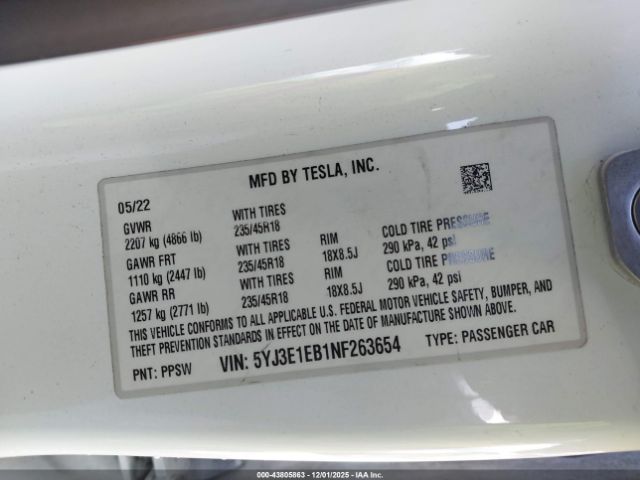 MFD BY TESLA, INC.
05/22
GVWR WITH TIRES
2207 kg (4866 lb) 235/45R18 RIM COLD TIRE PRESSURE
GAWR FRT WITH TIRES 18X8.5J 290 kPa, 42 psi
1110 kg (2447 lb) 235/45R18 RIM COLD TIRE PRESSURE
GAWR RR WITH TIRES 18X8.5J 290 kPa, 42 psi
1257 kg (2771 lb) 235/45R18
THIS VEHICLE CONFORMS TO ALL APPLICABLE U.S. FEDERAL MOTOR VEHICLE SAFETY, BUMPER, AND
THEFT PREVENTION STANDARDS IN EFFECT ON THE DATE OF MANUFACTURE SHOWN ABOVE.
PNT: PPSW VIN: 5YJ3E1EB1NF263654 TYPE: PASSENGER CAR
© - 43805863 - 12/01/2025 - IAA, Inc.